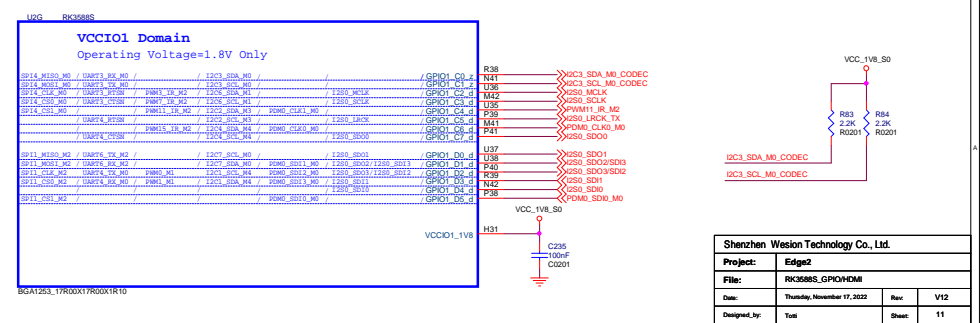 U2G RK3588S
VCCIO1 Domain
Operating Voltage=1.8V Only
SPI4_MISO_M0 / UART3_RX_M0 / / I2C3_SDA_M0 / / / GPIO1_C0_z R38 I2C3_SDA_M0_CODEC
SPI4_MOSI_M0 / UART3_TX_M0 / / I2C3_SCL_M0 / / / GPIO1_C1_z N41 I2C3_SCL_M0_CODEC
SPI4_CLK_M0 / UART3_RTSN / PWM3_IR_M2 / I2C6_SDA_M1 / / I2S0_MCLK / GPIO1_C2_d U36 I2S0_MCLK
SPI4_CS0_M0 / UART3_CTSN / PWM7_IR_M2 / I2C6_SCL_M1 / / I2S0_SCLK / GPIO1_C3_d M42 I2S0_SCLK
SPI4_CS1_M0 / / PWM11_IR_M2 / I2C2_SDA_M3 / PDM0_CLK1_M0 / / GPIO1_C4_d U35 PWM11_IR_M2
/ UART4_RTSN / / I2C2_SCL_M3 / / I2S0_LRCK / GPIO1_C5_d P39 I2S0_LRCK_TX
/ / PWM15_IR_M2 / I2C4_SDA_M4 / PDM0_CLK0_M0 / / GPIO1_C6_d M41 PDM0_CLK0_M0
/ UART4_CTSN / / I2C4_SCL_M4 / / I2S0_SDO0 / GPIO1_C7_d P41 I2S0_SDO0
SPI1_MISO_M2 / UART6_TX_M2 / / I2C7_SCL_M0 / / I2S0_SDO1 / GPIO1_D0_d U37 I2S0_SDO1
SPI1_MOSI_M2 / UART6_RX_M2 / / I2C7_SDA_M0 / PDM0_SDI1_M0 / I2S0_SDO2/I2S0_SDI3 / GPIO1_D1_d U38 I2S0_SDO2/SDI3
SPI1_CLK_M2 / UART4_TX_M0 / PWM0_M1 / I2C1_SCL_M4 / PDM0_SDI2_M0 / I2S0_SDO3/I2S0_SDI2 / GPIO1_D2_d P40 I2S0_SDO3/SDI2
SPI1_CS0_M2 / UART4_RX_M0 / PWM1_M1 / I2C1_SDA_M4 / PDM0_SDI3_M0 / I2S0_SDI1 / GPIO1_D3_d R39 I2S0_SDI1
/ / / / / I2S0_SDI0 / GPIO1_D4_d N42 I2S0_SDI0
SPI1_CS1_M2 / / / / PDM0_SDI0_M0 / / GPIO1_D5_d P38 PDM0_SDI0_M0
VCC_1V8_S0
VCCIO1_1V8 H31
C235
100nF
C0201
BGA1253_17R00X17R00X1R10
VCC_1V8_S0
R83 R84
2.2K 2.2K
R0201 R0201
I2C3_SDA_M0_CODEC
I2C3_SCL_M0_CODEC
A
Shenzhen Wesion Technology Co., Ltd.
Project: Edge2
File: RK3588S_GPIO/HDMI
Date: Thursday, November 17, 2022 Rev: V12
Designed_by: Totti Sheet: 11